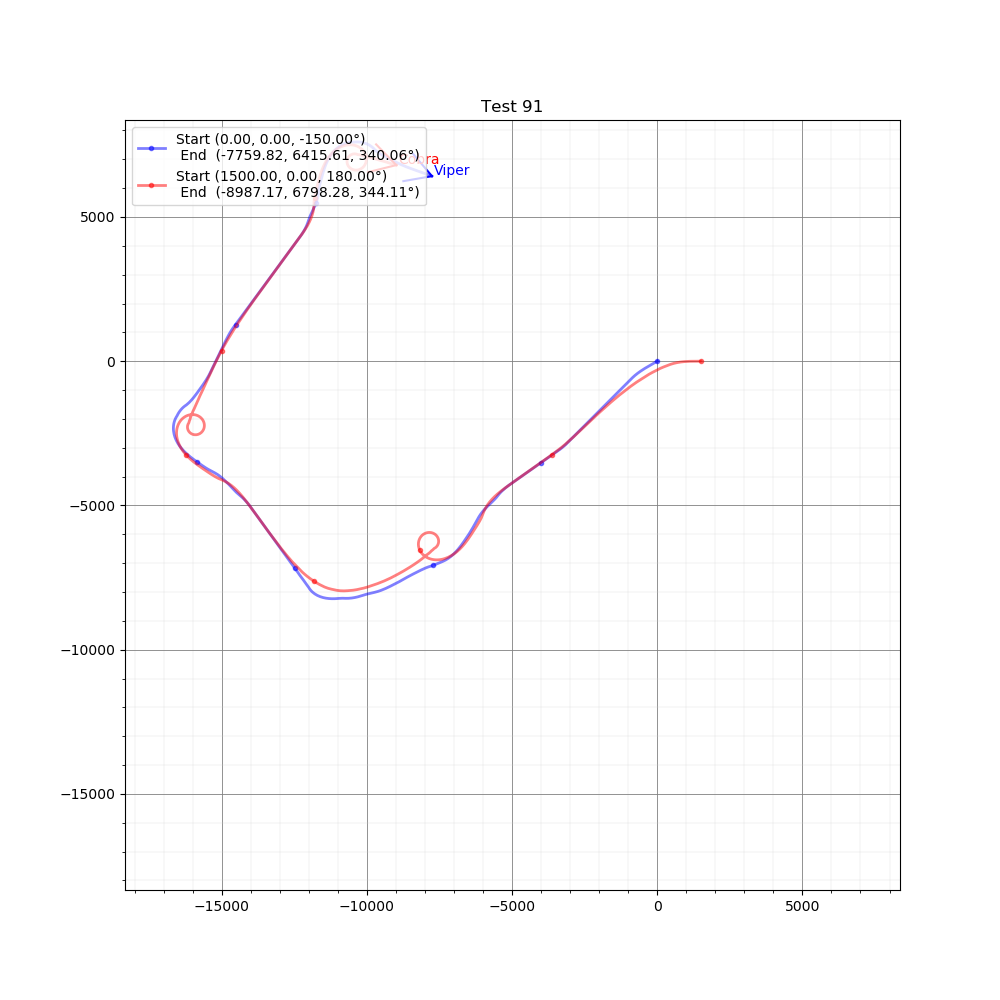 Test 91
Start (0.00, 0.00, -150.00°)
End  (-7759.82, 6415.61, 340.06°)
Start (1500.00, 0.00, 180.00°)
End  (-8987.17, 6798.28, 344.11°)
Viper
5000
0
−5000
−10000
−15000
−15000
−10000
−5000
0
5000